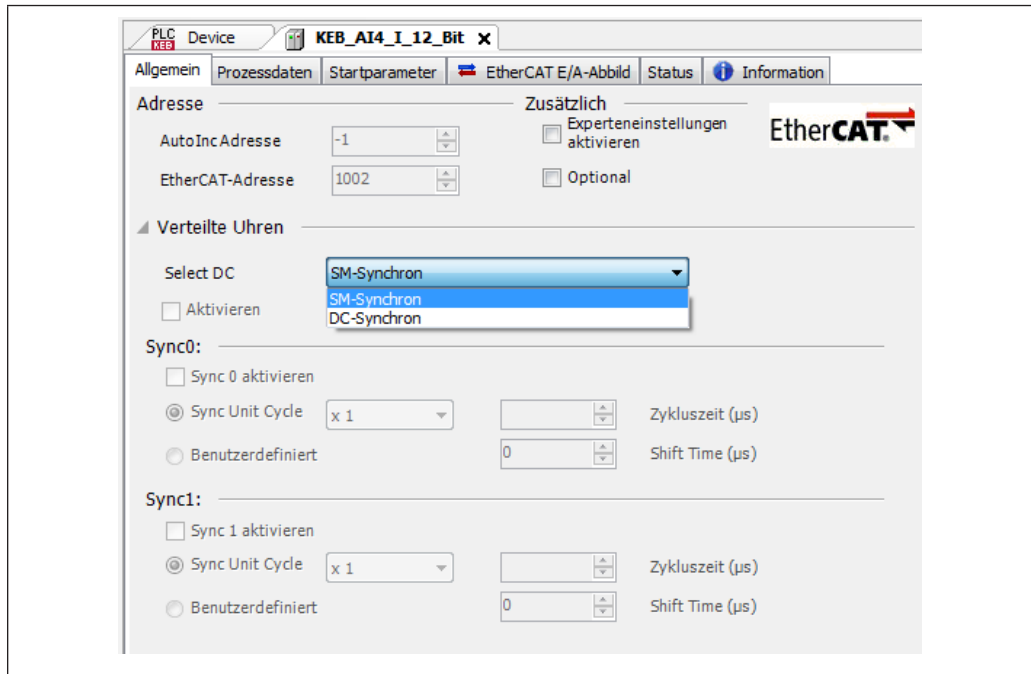 PLC KEB Device KEB_AI4_I_12_Bit x
Allgemein Prozessdaten Startparameter EtherCAT E/A-Abbild Status Information
Adresse Zusätzlich
AutoInc Adresse -1 Experteneinstellungen aktivieren EtherCAT.
EtherCAT-Adresse 1002 Optional
Verteilte Uhren
Select DC SM-Synchron
SM-Synchron
Aktivieren DC-Synchron
Sync0:
Sync 0 aktivieren
Sync Unit Cycle x 1 Zykluszeit (µs)
Benutzerdefiniert 0 Shift Time (µs)
Sync1:
Sync 1 aktivieren
Sync Unit Cycle x 1 Zykluszeit (µs)
Benutzerdefiniert 0 Shift Time (µs)